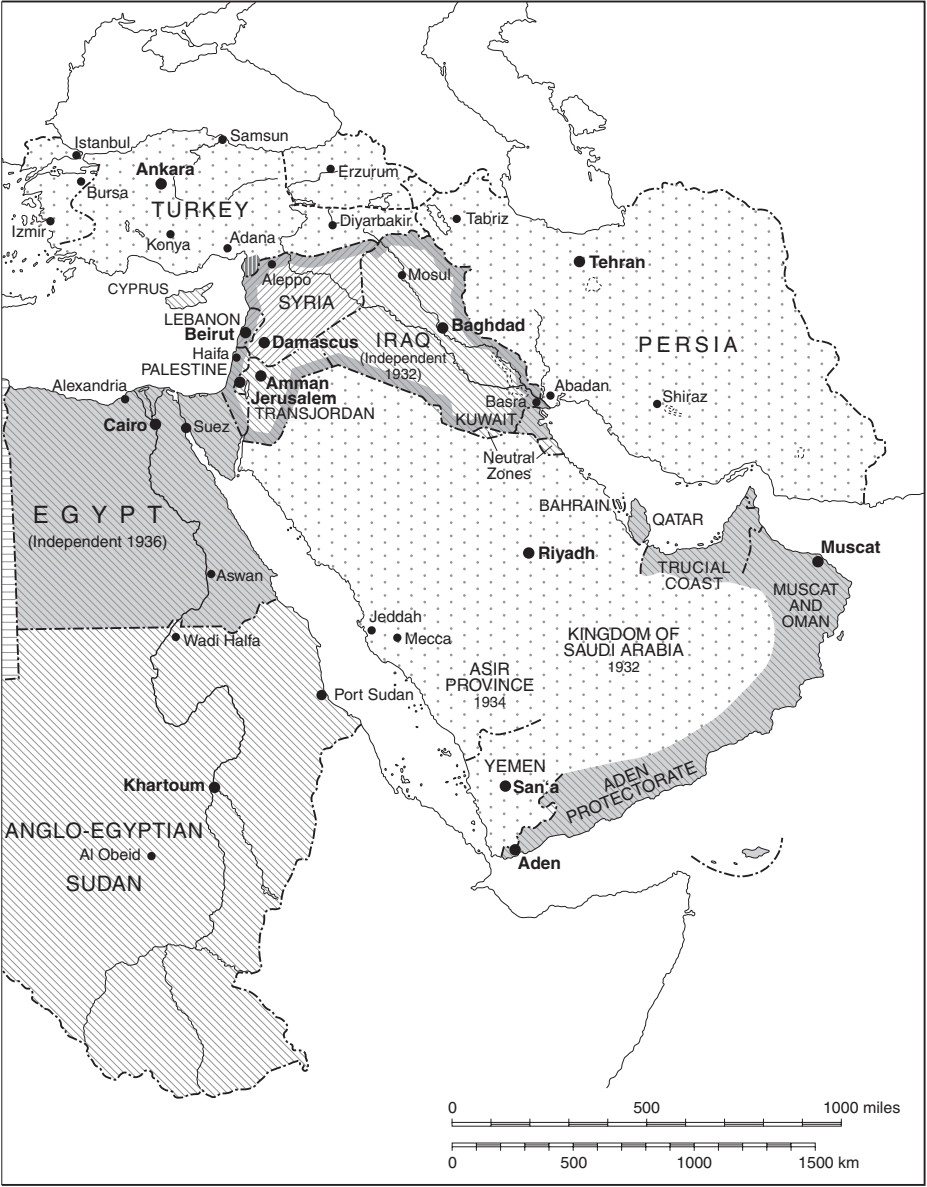 Istanbul
Samsun
Ankara
Erzurum
Bursa
TURKEY
Izmir
Diyarbakir
Tabriz
Konya
Adana
Tehran
Aleppo
Mosul
CYPRUS
SYRIA
LEBANON
Beirut
Baghdad
Damascus
IRAQ
(Independent
1932)
PERSIA
Haifa
PALESTINE
Alexandria
Amman
Jerusalem
TRANSJORDAN
Abadan
Basra
Shiraz
KUWAIT
Cairo
Suez
Neutral
Zones
EGYPT
(Independent 1936)
BAHRAIN
QATAR
Riyadh
Muscat
TRUCIAL
COAST
Aswan
MUSCAT
AND
OMAN
Jeddah
Mecca
Wadi Halfa
KINGDOM OF
SAUDI ARABIA
1932
ASIR
PROVINCE
1934
Port Sudan
YEMEN
San'a
ADEN
PROTECTORATE
Khartoum
ANGLO-EGYPTIAN
Al Obeid
SUDAN
Aden
0 500 1000 miles
0 500 1000 1500 km